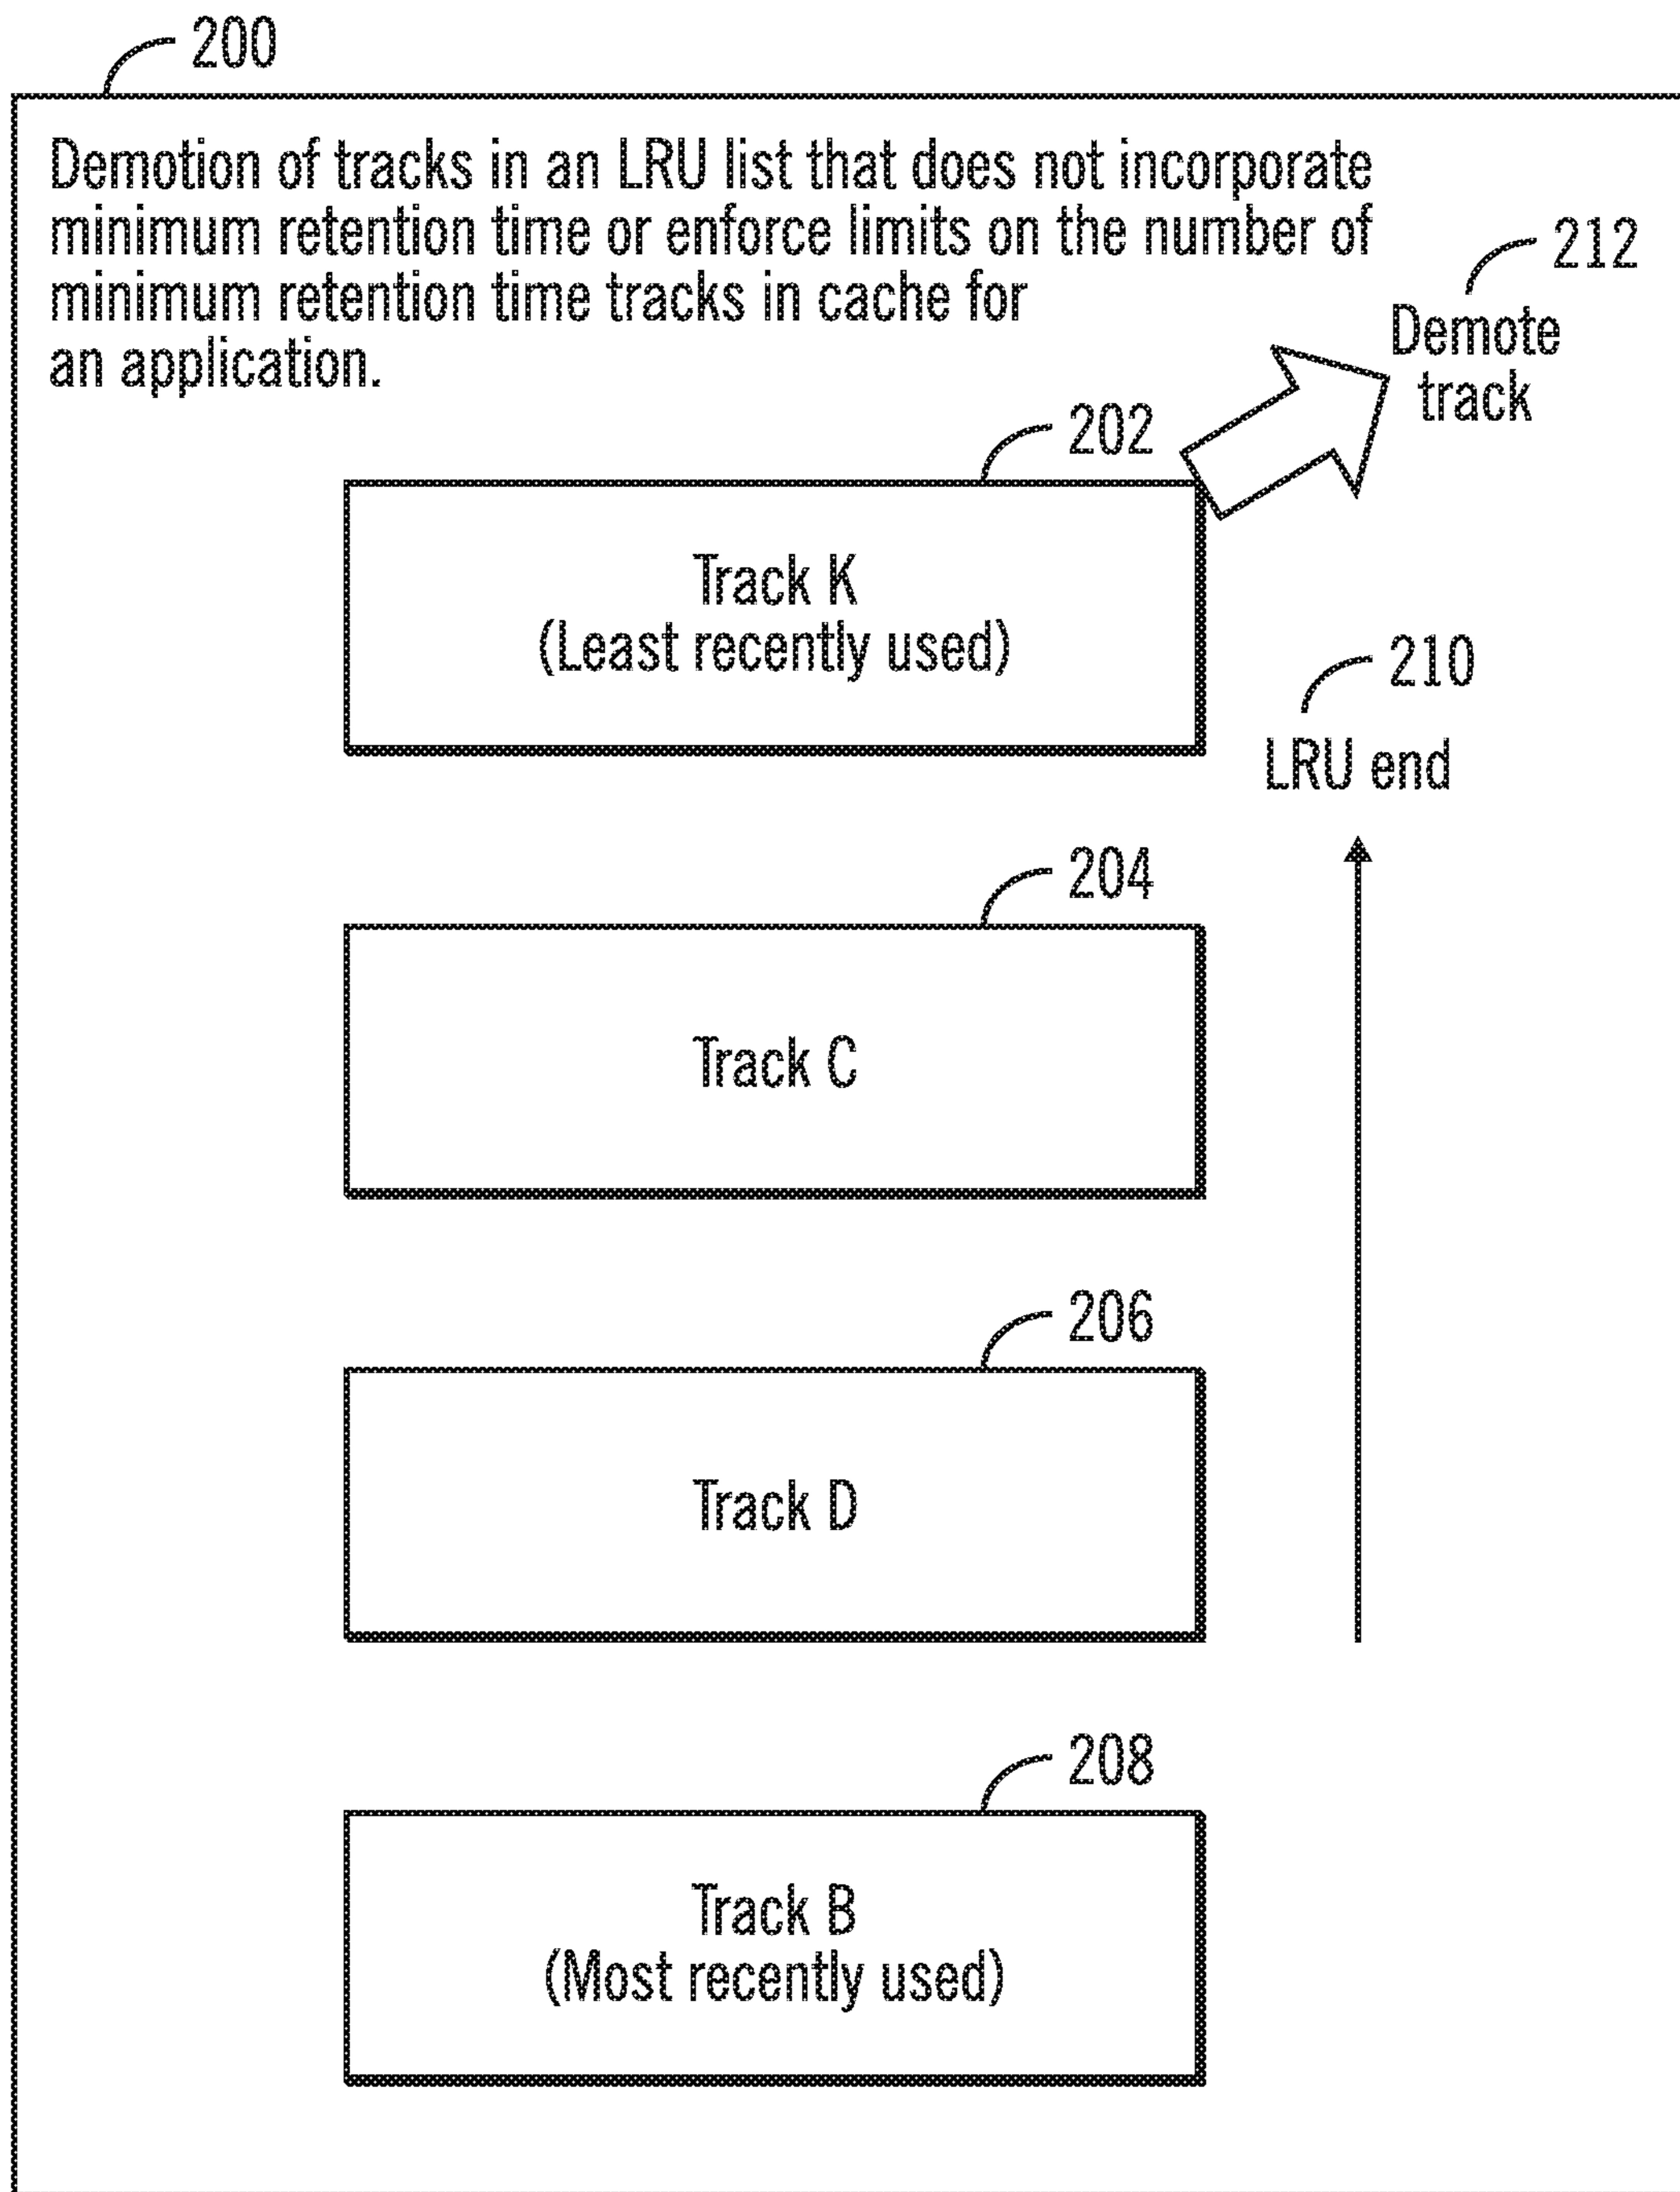 200
Demotion of tracks in an LRU list that does not incorporate
minimum retention time or enforce limits on the number of
minimum retention time tracks in cache for
an application.
212
Demote
track
202
Track K
(Least recently used)
210
LRU end
204
Track C
206
Track D
208
Track B
(Most recently used)